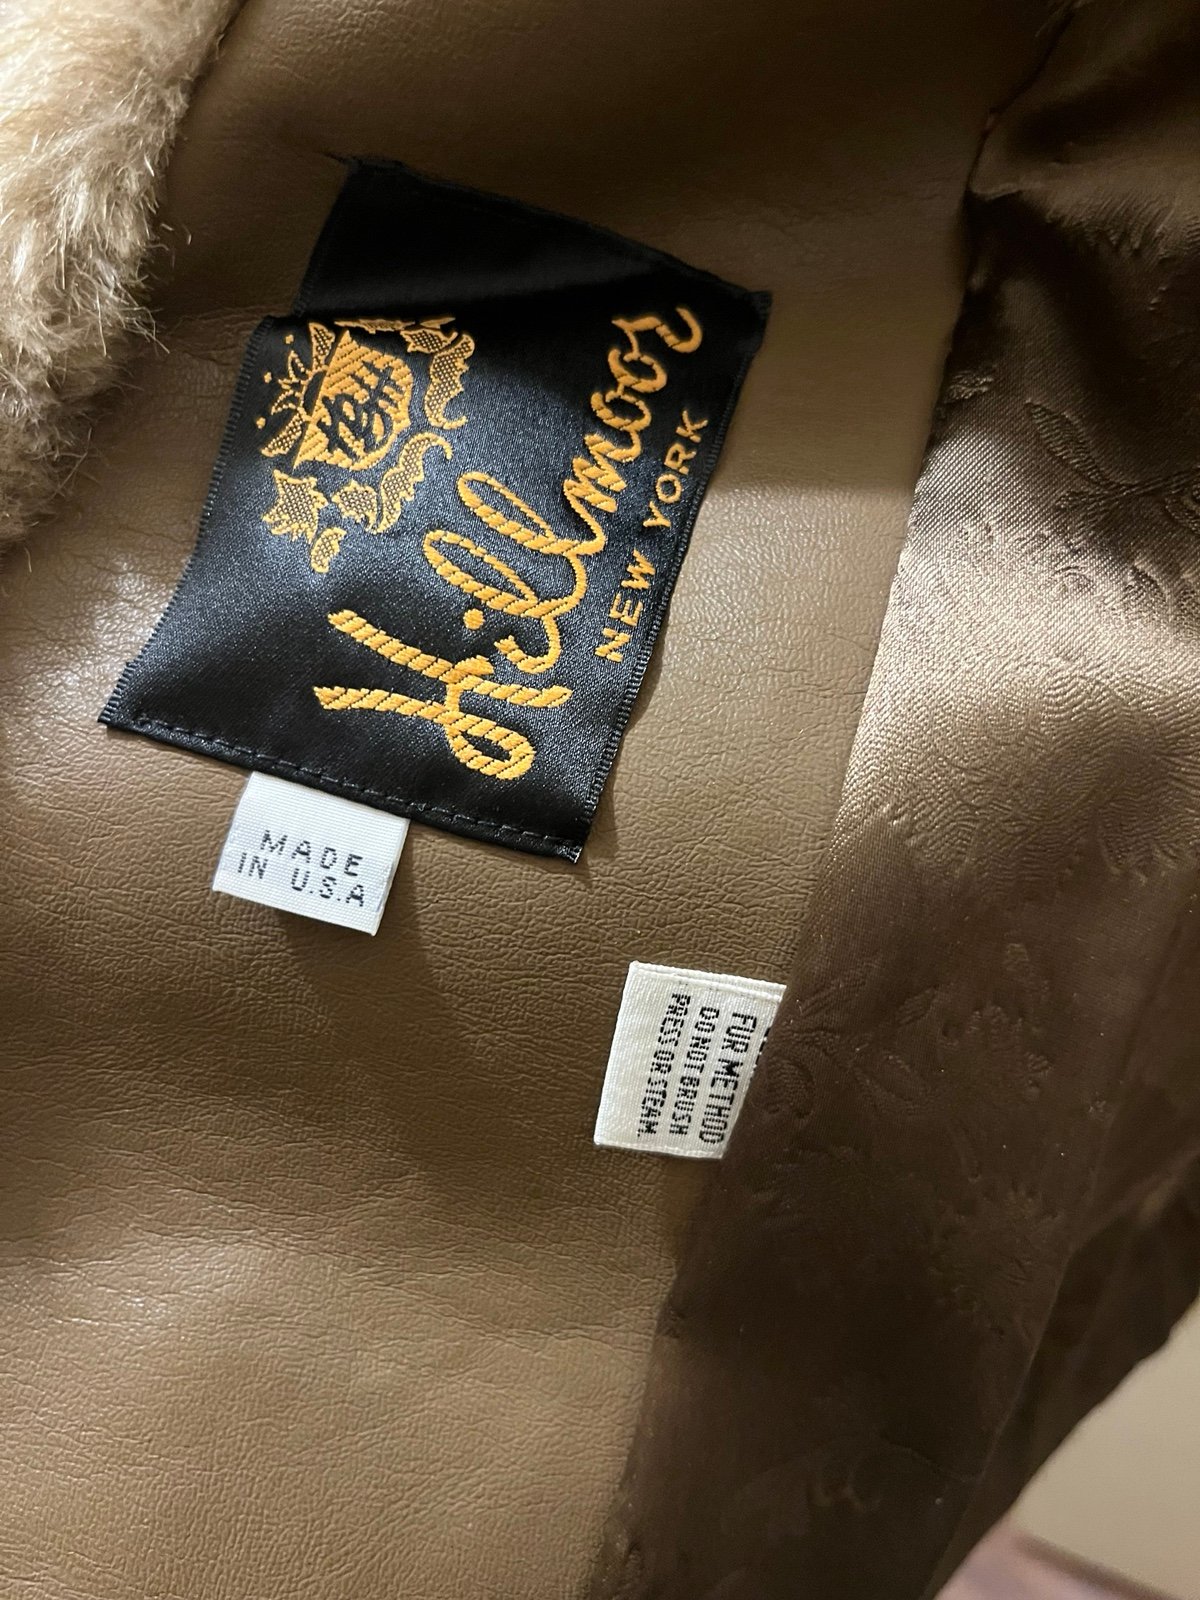 Hillmoor
NEW YORK
MADE
IN U.S.A
FUR METHOD
DO NOT BRUSH
PRESS OR STEAM.